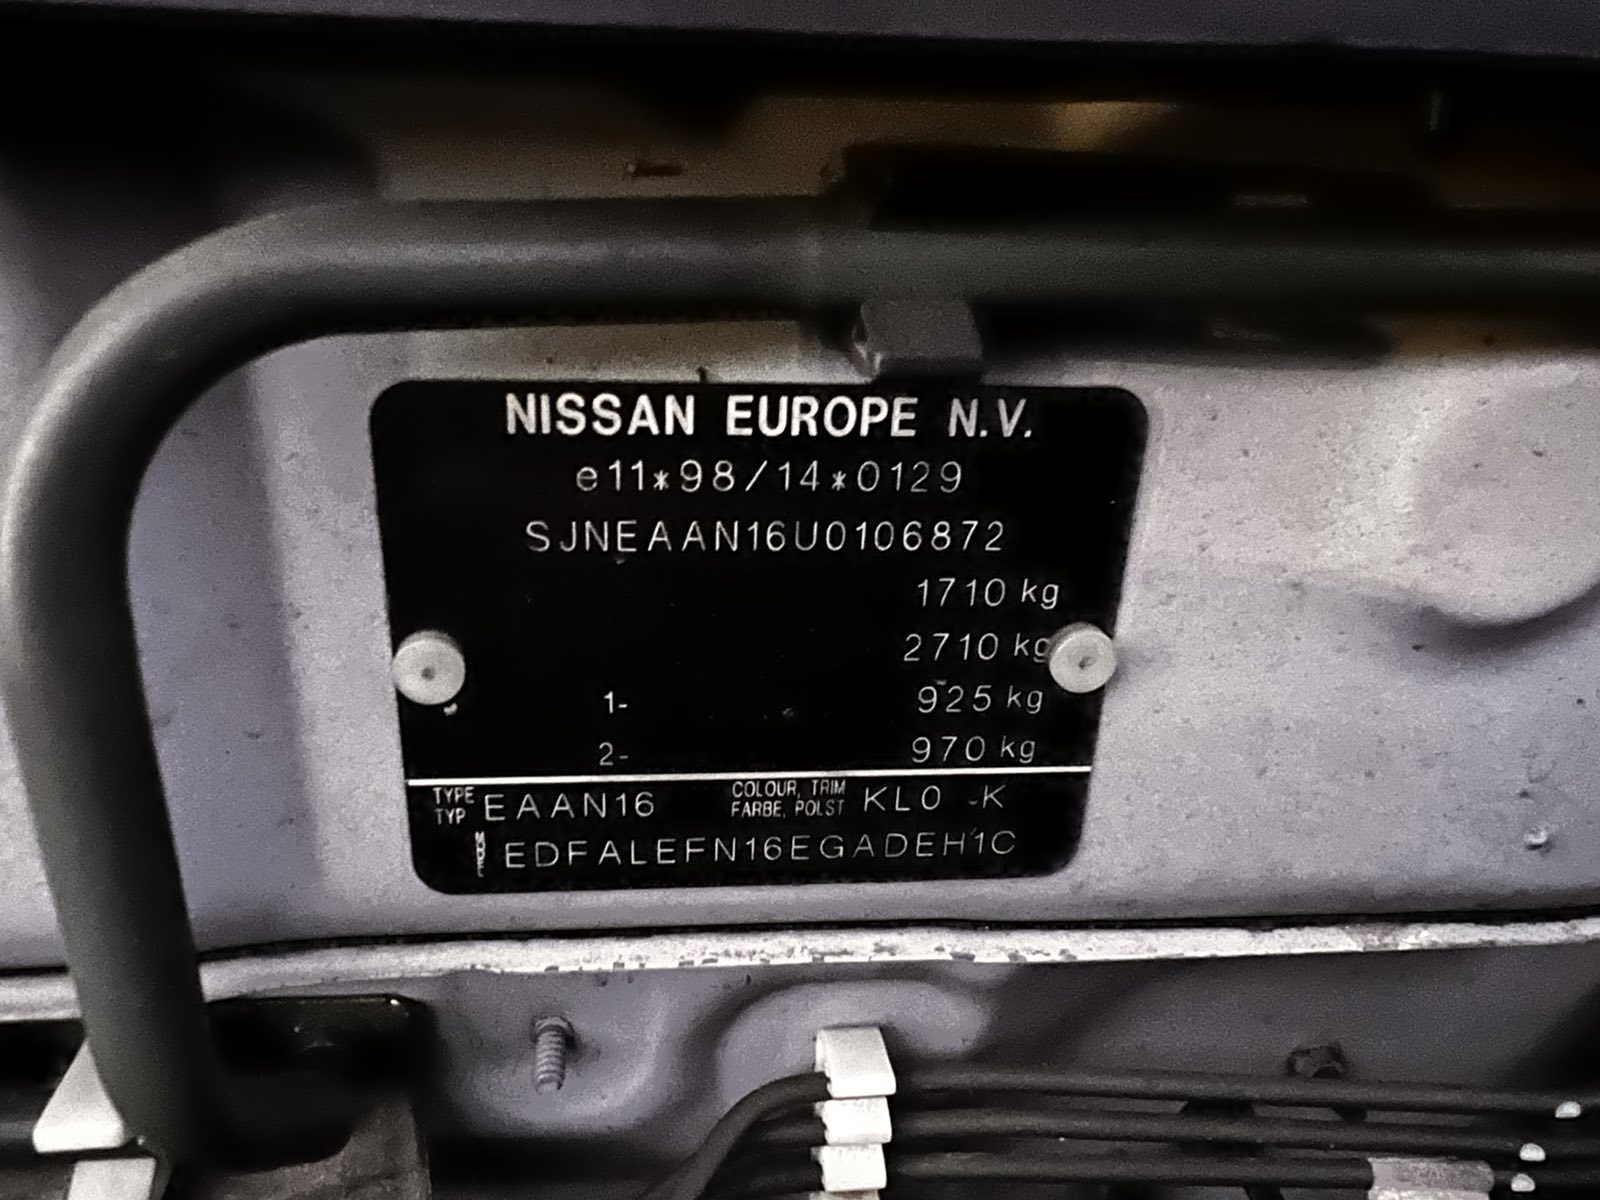 NISSAN EUROPE N.V.
e11*98/14*0129
SJNEAAN16U0106872
1710 kg
2710 kg
1- 925 kg
2- 970 kg
TYPE TYP EAAN16 COLOUR, TRIM FARBE, POLST KL0 -K
MODEL EDFALEFN16EGADEH1C